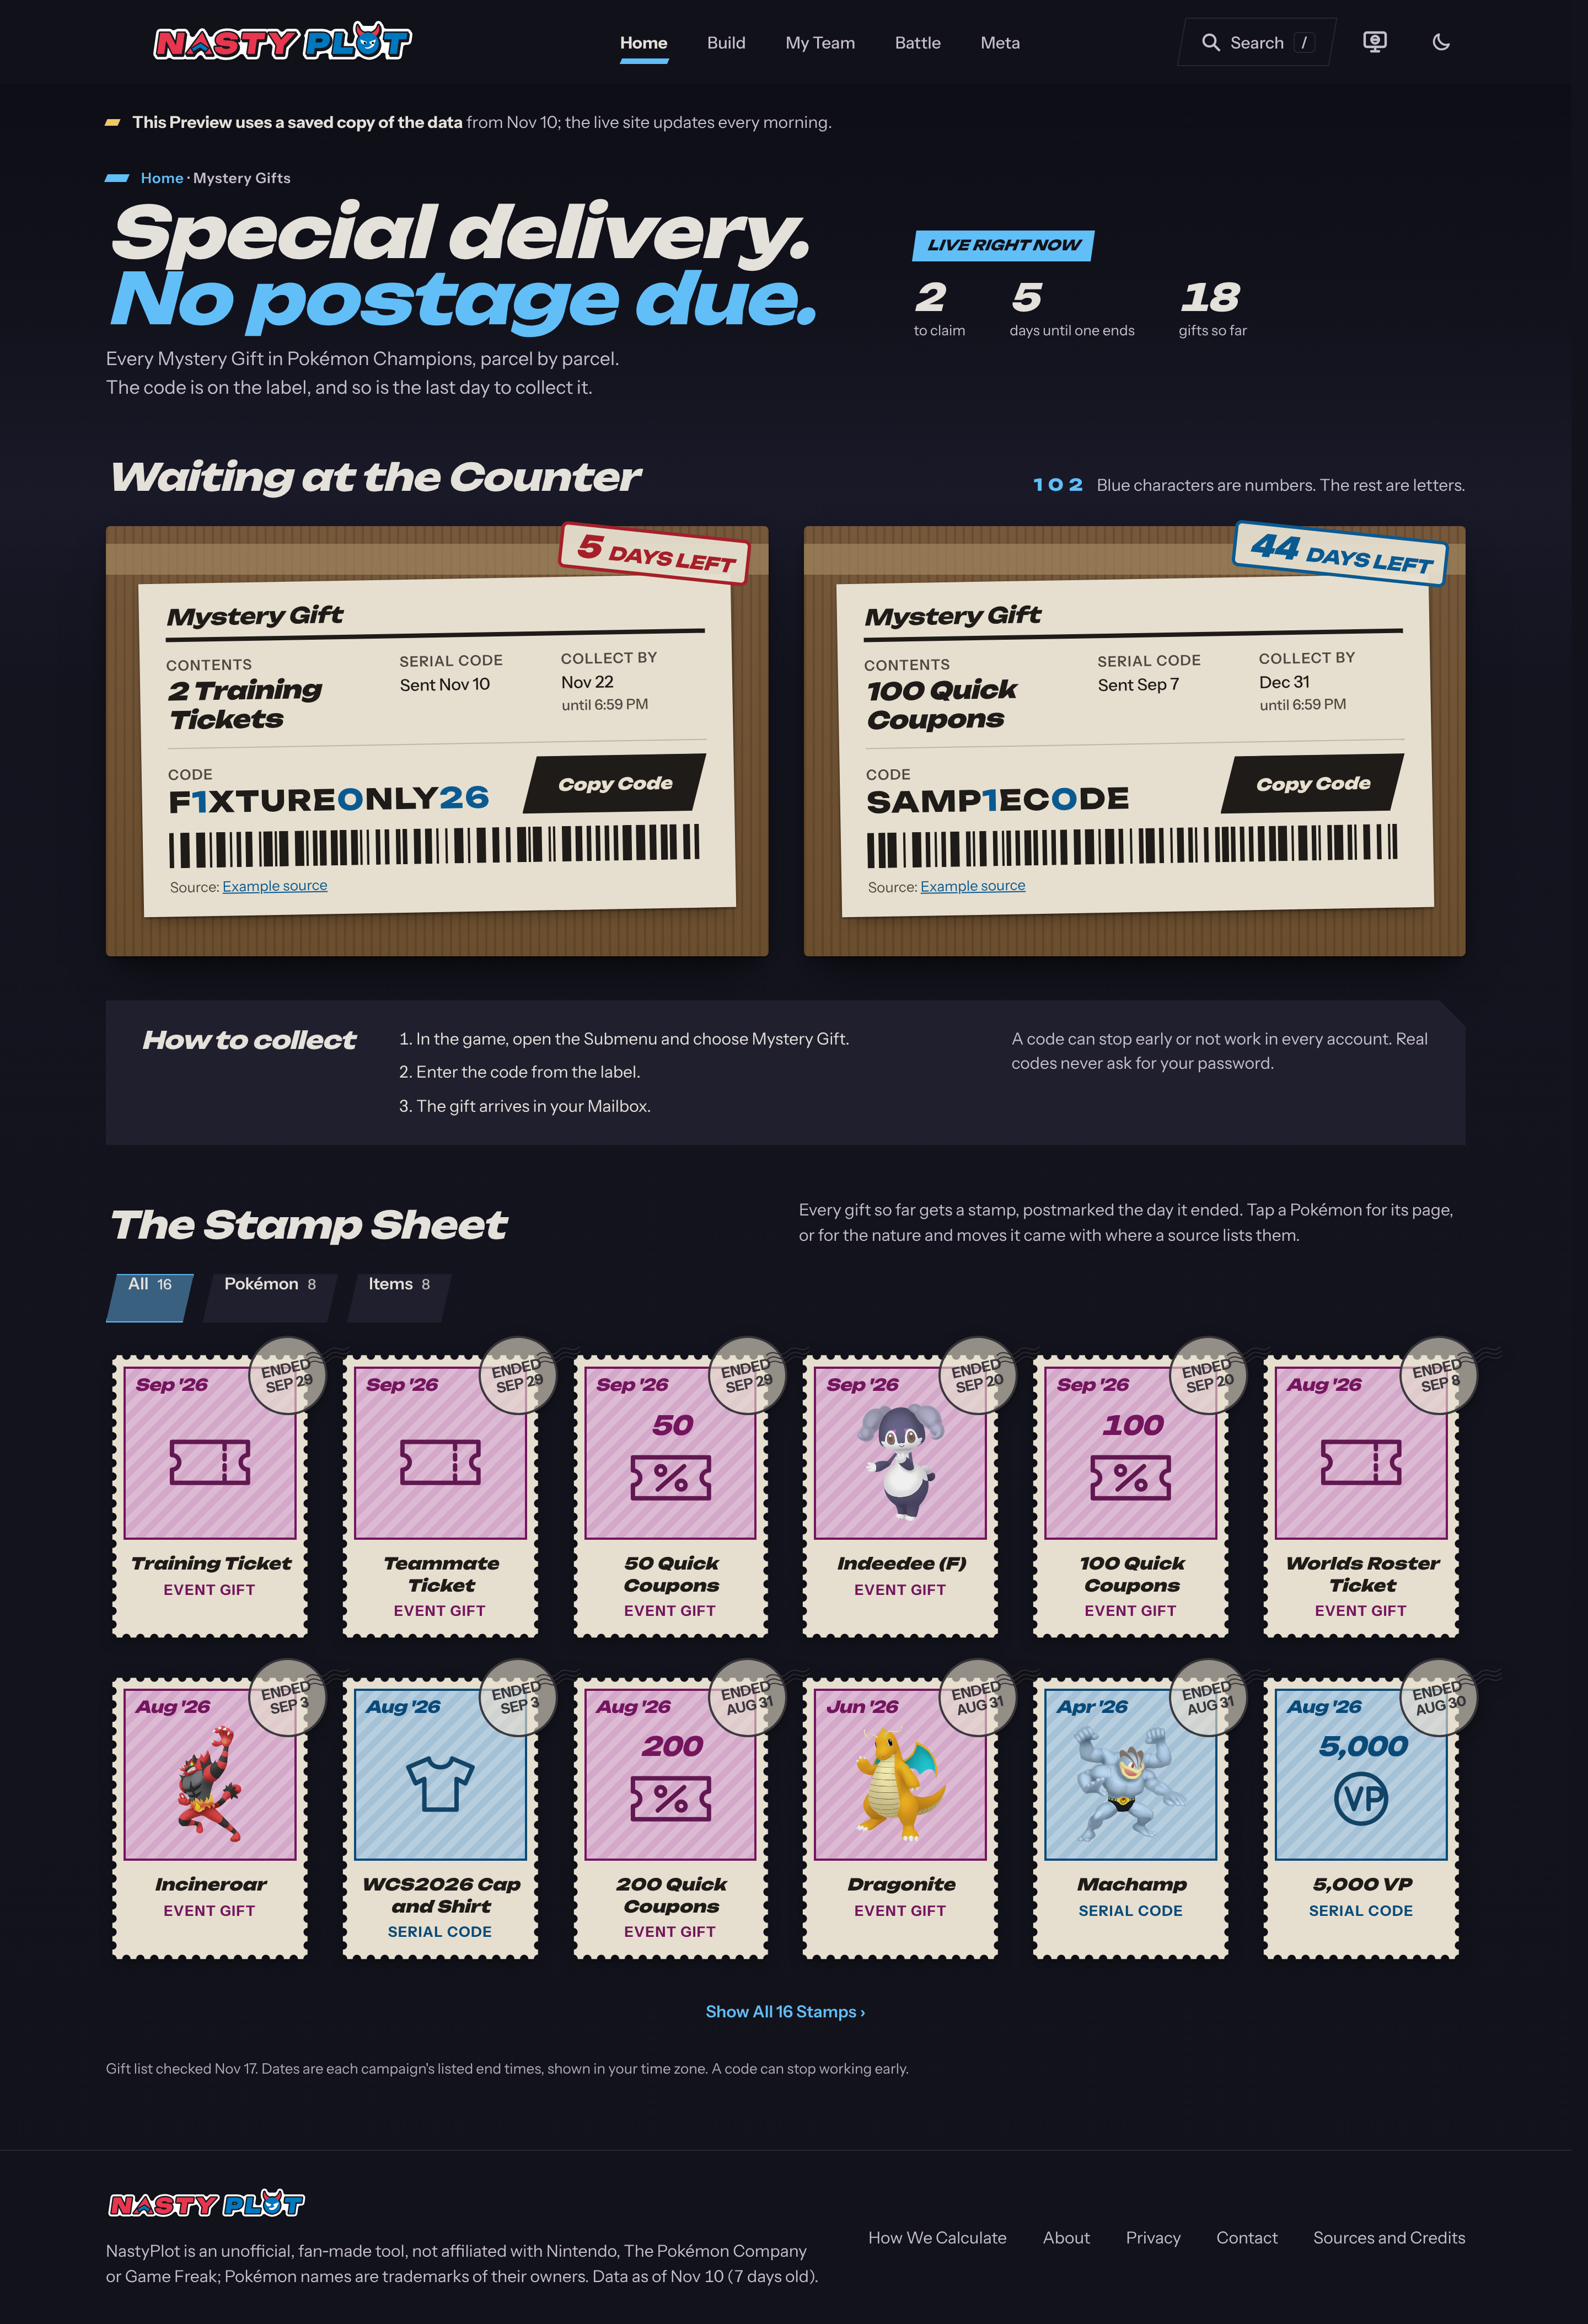 NASTY PLOT
Home Build My Team Battle Meta
Search /
This Preview uses a saved copy of the data from Nov 10; the live site updates every morning.
Home · Mystery Gifts
Special delivery.
No postage due.
Every Mystery Gift in Pokémon Champions, parcel by parcel.
The code is on the label, and so is the last day to collect it.
LIVE RIGHT NOW
2 5 18
to claim days until one ends gifts so far
Waiting at the Counter
102 Blue characters are numbers. The rest are letters.
5 DAYS LEFT
Mystery Gift
CONTENTS SERIAL CODE COLLECT BY
2 Training Tickets
Sent Nov 10
Nov 22
until 6:59 PM
CODE
F1XTURE0NLY26
Copy Code
Source: Example source
44 DAYS LEFT
Mystery Gift
CONTENTS SERIAL CODE COLLECT BY
100 Quick Coupons
Sent Sep 7
Dec 31
until 6:59 PM
CODE
SAMP1EC0DE
Copy Code
Source: Example source
How to collect
1. In the game, open the Submenu and choose Mystery Gift.
2. Enter the code from the label.
3. The gift arrives in your Mailbox.
A code can stop early or not work in every account. Real
codes never ask for your password.
The Stamp Sheet
Every gift so far gets a stamp, postmarked the day it ended. Tap a Pokémon for its page,
or for the nature and moves it came with where a source lists them.
All 16 Pokémon 8 Items 8
Sep '26
ENDED
SEP 29
Training Ticket
EVENT GIFT
Sep '26
ENDED
SEP 29
Teammate
Ticket
EVENT GIFT
Sep '26
ENDED
SEP 29
50
%
50 Quick
Coupons
EVENT GIFT
Sep '26
ENDED
SEP 20
Indeedee (F)
EVENT GIFT
Sep '26
ENDED
SEP 20
100
%
100 Quick
Coupons
EVENT GIFT
Aug '26
ENDED
SEP 8
Worlds Roster
Ticket
EVENT GIFT
Aug '26
ENDED
SEP 3
Incineroar
EVENT GIFT
Aug '26
ENDED
SEP 3
WCS2026 Cap
and Shirt
SERIAL CODE
Aug '26
ENDED
AUG 31
200
%
200 Quick
Coupons
EVENT GIFT
Jun '26
ENDED
AUG 31
Dragonite
EVENT GIFT
Apr '26
ENDED
AUG 31
Machamp
SERIAL CODE
Aug '26
ENDED
AUG 30
5,000
VP
5,000 VP
SERIAL CODE
Show All 16 Stamps ›
Gift list checked Nov 17. Dates are each campaign's listed end times, shown in your time zone. A code can stop working early.
NASTY PLOT
NastyPlot is an unofficial, fan-made tool, not affiliated with Nintendo, The Pokémon Company
or Game Freak; Pokémon names are trademarks of their owners. Data as of Nov 10 (7 days old).
How We Calculate About Privacy Contact Sources and Credits